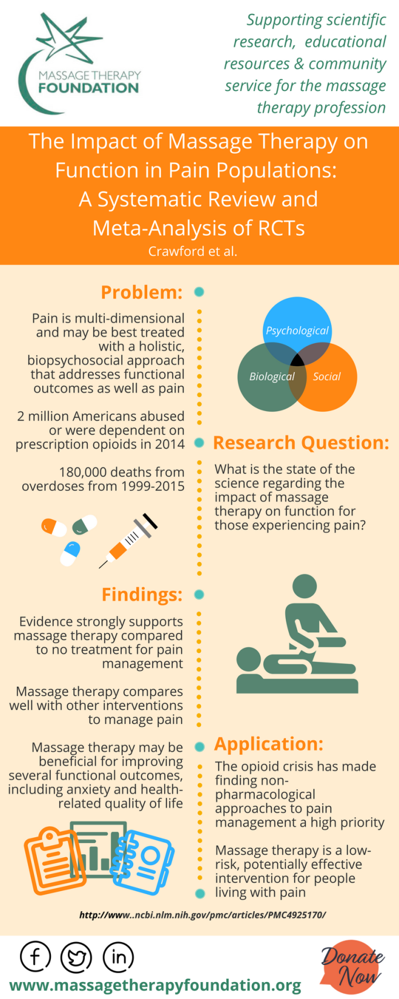 MASSAGE THERAPY
FOUNDATION
Supporting scientific
research, educational
resources & community
service for the massage
therapy profession
The Impact of Massage Therapy on
Function in Pain Populations:
A Systematic Review and
Meta-Analysis of RCTs
Crawford et al.
Problem:
Pain is multi-dimensional
and may be best treated
with a holistic,
biopsychosocial approach
that addresses functional
outcomes as well as pain
2 million Americans abused
or were dependent on
prescription opioids in 2014
180,000 deaths from
overdoses from 1999-2015
Psychological
Biological
Social
Research Question:
What is the state of the
science regarding the
impact of massage
therapy on function for
those experiencing pain?
Findings:
Evidence strongly supports
massage therapy compared
to no treatment for pain
management
Massage therapy compares
well with other interventions
to manage pain
Massage therapy may be
beneficial for improving
several functional outcomes,
including anxiety and health-
related quality of life
Application:
The opioid crisis has made
finding non-
pharmacological
approaches to pain
management a high priority
Massage therapy is a low-
risk, potentially effective
intervention for people
living with pain
http://www..ncbi.nlm.nih.gov/pmc/articles/PMC4925170/
f
in
www.massagetherapyfoundation.org
Donate
Now